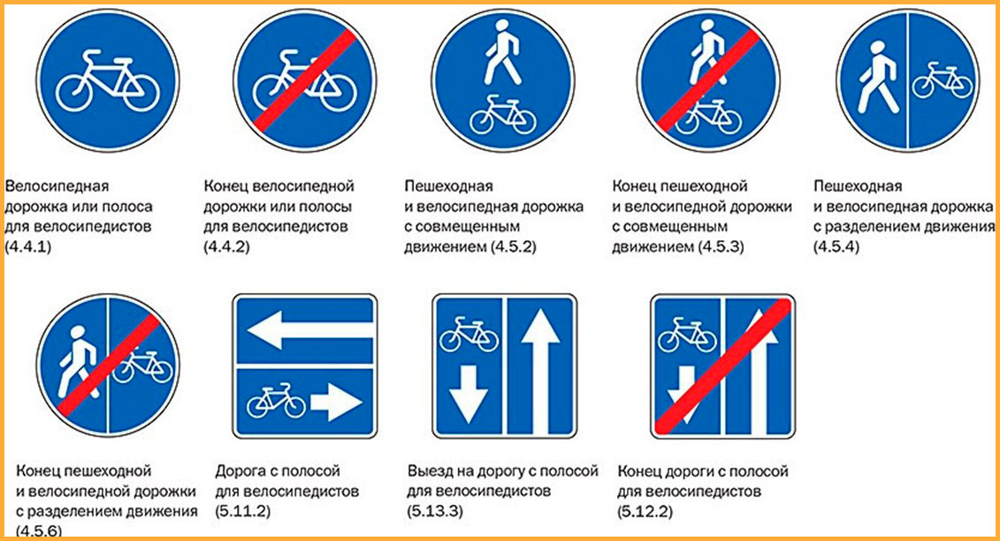 Велосипедная
дорожка или полоса
для велосипедистов
(4.4.1)
Конец велосипедной
дорожки или полосы
для велосипедистов
(4.4.2)
Пешеходная
и велосипедная дорожка
с совмещенным
движением (4.5.2)
Конец пешеходной
и велосипедной дорожки
с совмещенным
движением (4.5.3)
Пешеходная
и велосипедная дорожка
с разделением движения
(4.5.4)
Конец пешеходной
и велосипедной дорожки
с разделением движения
(4.5.6)
Дорога с полосой
для велосипедистов
(5.11.2)
Выезд на дорогу с полосой
для велосипедистов
(5.13.3)
Конец дороги с полосой
для велосипедистов
(5.12.2)